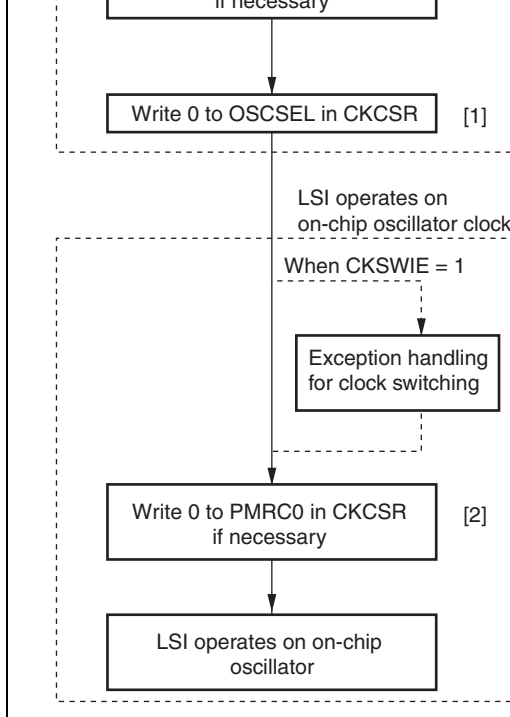 if necessary
Write 0 to OSCSEL in CKCSR [1]
LSI operates on
on-chip oscillator clock
When CKSWIE = 1
Exception handling
for clock switching
Write 0 to PMRC0 in CKCSR [2]
if necessary
LSI operates on on-chip
oscillator